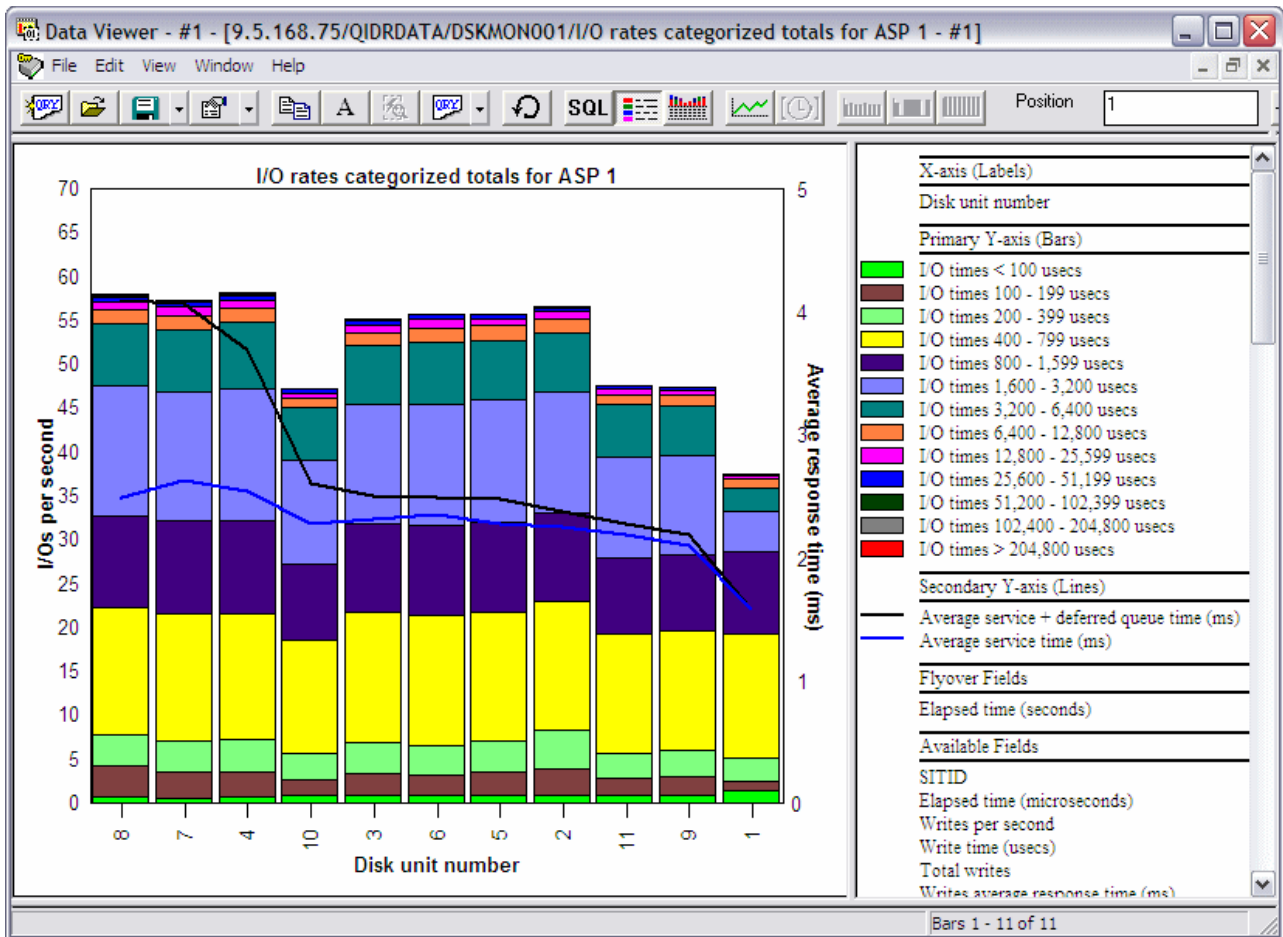 Data Viewer - #1 - [9.5.168.75/QIDRDATA/DSKMON001/I/O rates categorized totals for ASP 1 - #1]
File Edit View Window Help
QRY A QRY SQL Position 1
I/O rates categorized totals for ASP 1
70
65
60
55
50
45
40
35
30
25
20
15
10
5
0
I/Os per second
5
4
3
2
1
0
Average response time (ms)
8 7 4 10 3 6 5 2 11 9 1
Disk unit number
X-axis (Labels)
Disk unit number
Primary Y-axis (Bars)
I/O times < 100 usecs
I/O times 100 - 199 usecs
I/O times 200 - 399 usecs
I/O times 400 - 799 usecs
I/O times 800 - 1,599 usecs
I/O times 1,600 - 3,200 usecs
I/O times 3,200 - 6,400 usecs
I/O times 6,400 - 12,800 usecs
I/O times 12,800 - 25,599 usecs
I/O times 25,600 - 51,199 usecs
I/O times 51,200 - 102,399 usecs
I/O times 102,400 - 204,800 usecs
I/O times > 204,800 usecs
Secondary Y-axis (Lines)
Average service + deferred queue time (ms)
Average service time (ms)
Flyover Fields
Elapsed time (seconds)
Available Fields
SITID
Elapsed time (microseconds)
Writes per second
Write time (usecs)
Total writes
Writes average response time (ms)
Bars 1 - 11 of 11